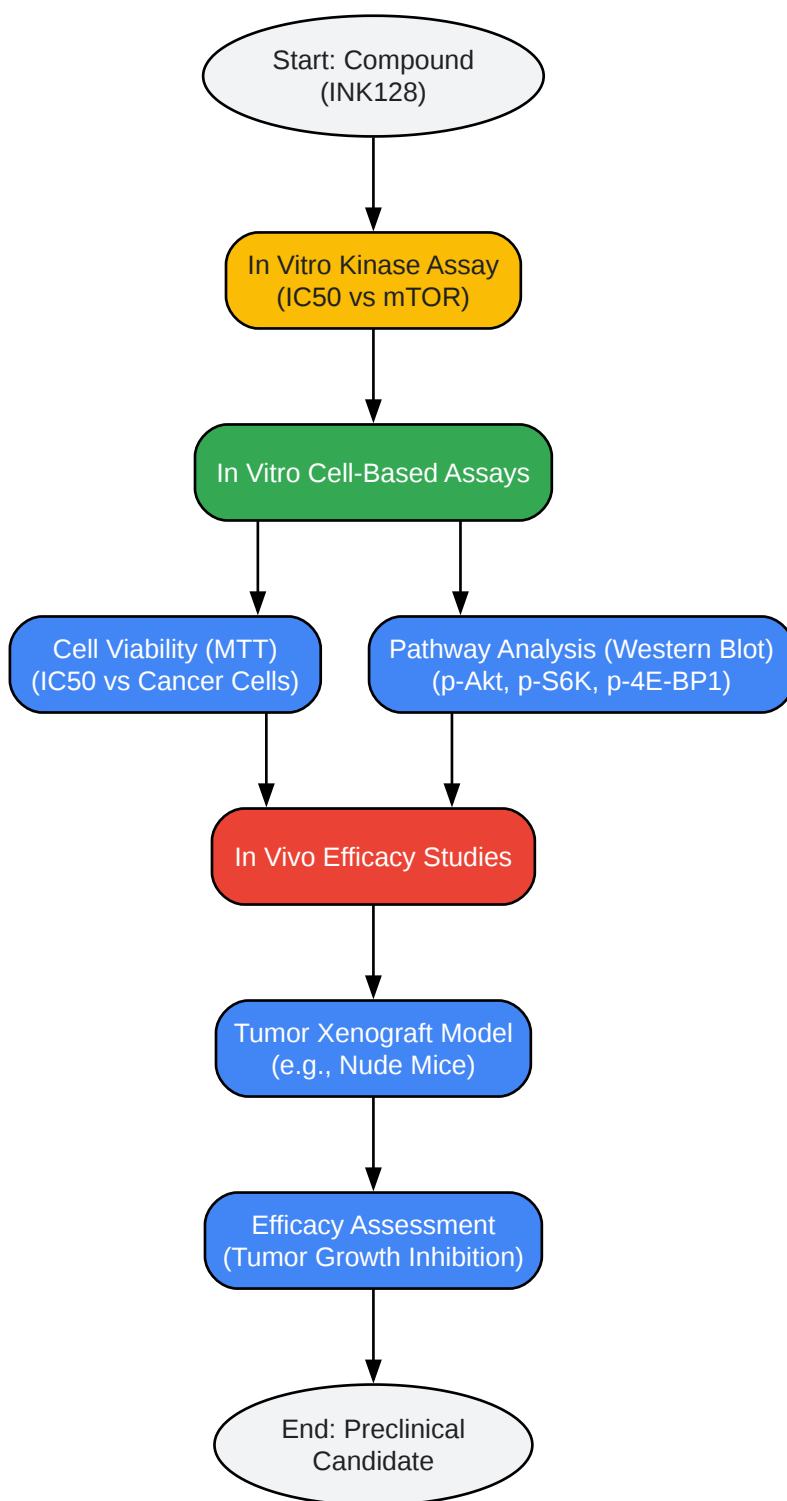 Start: Compound
(INK128)
In Vitro Kinase Assay
(IC50 vs mTOR)
In Vitro Cell-Based Assays
Cell Viability (MTT)
(IC50 vs Cancer Cells)
Pathway Analysis (Western Blot)
(p-Akt, p-S6K, p-4E-BP1)
In Vivo Efficacy Studies
Tumor Xenograft Model
(e.g., Nude Mice)
Efficacy Assessment
(Tumor Growth Inhibition)
End: Preclinical
Candidate